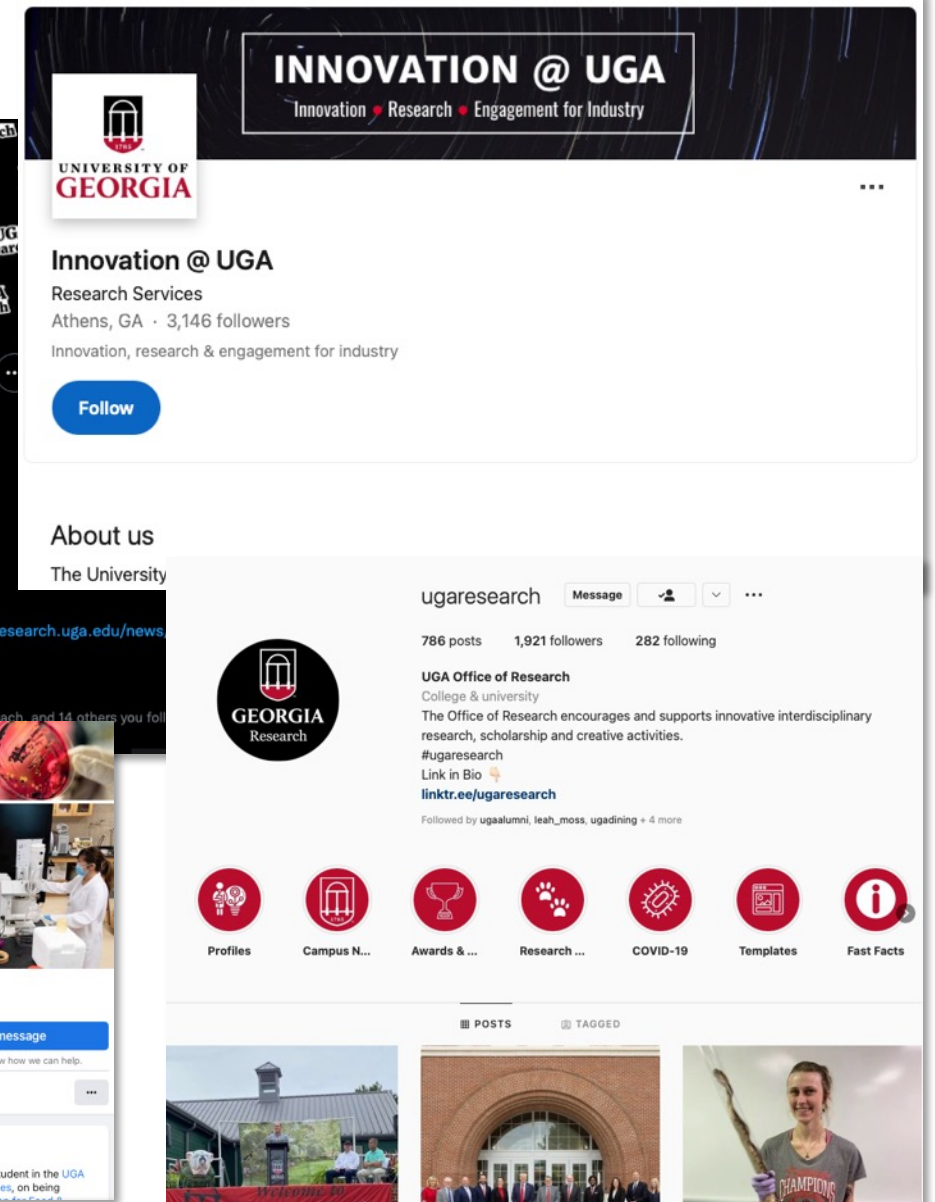 INNOVATION @ UGA
Innovation • Research • Engagement for Industry
1785
UNIVERSITY OF
GEORGIA
Innovation @ UGA
Research Services
Athens, GA · 3,146 followers
Innovation, research & engagement for industry
Follow
About us
The University
esearch.uga.edu/news/
ach, and 14 others you foll
ugaresearch
Message
786 posts 1,921 followers 282 following
GEORGIA
Research
UGA Office of Research
College & university
The Office of Research encourages and supports innovative interdisciplinary
research, scholarship and creative activities.
#ugaresearch
Link in Bio 👇🏻
linktr.ee/ugaresearch
Followed by ugaalumni, leah_moss, ugadining + 4 more
Profiles
Campus N...
Awards & ...
Research ...
COVID-19
Templates
Fast Facts
POSTS
TAGGED
message
w how we can help.
tudent in the UGA
es, on being
Welcome to
CHAMPIONS